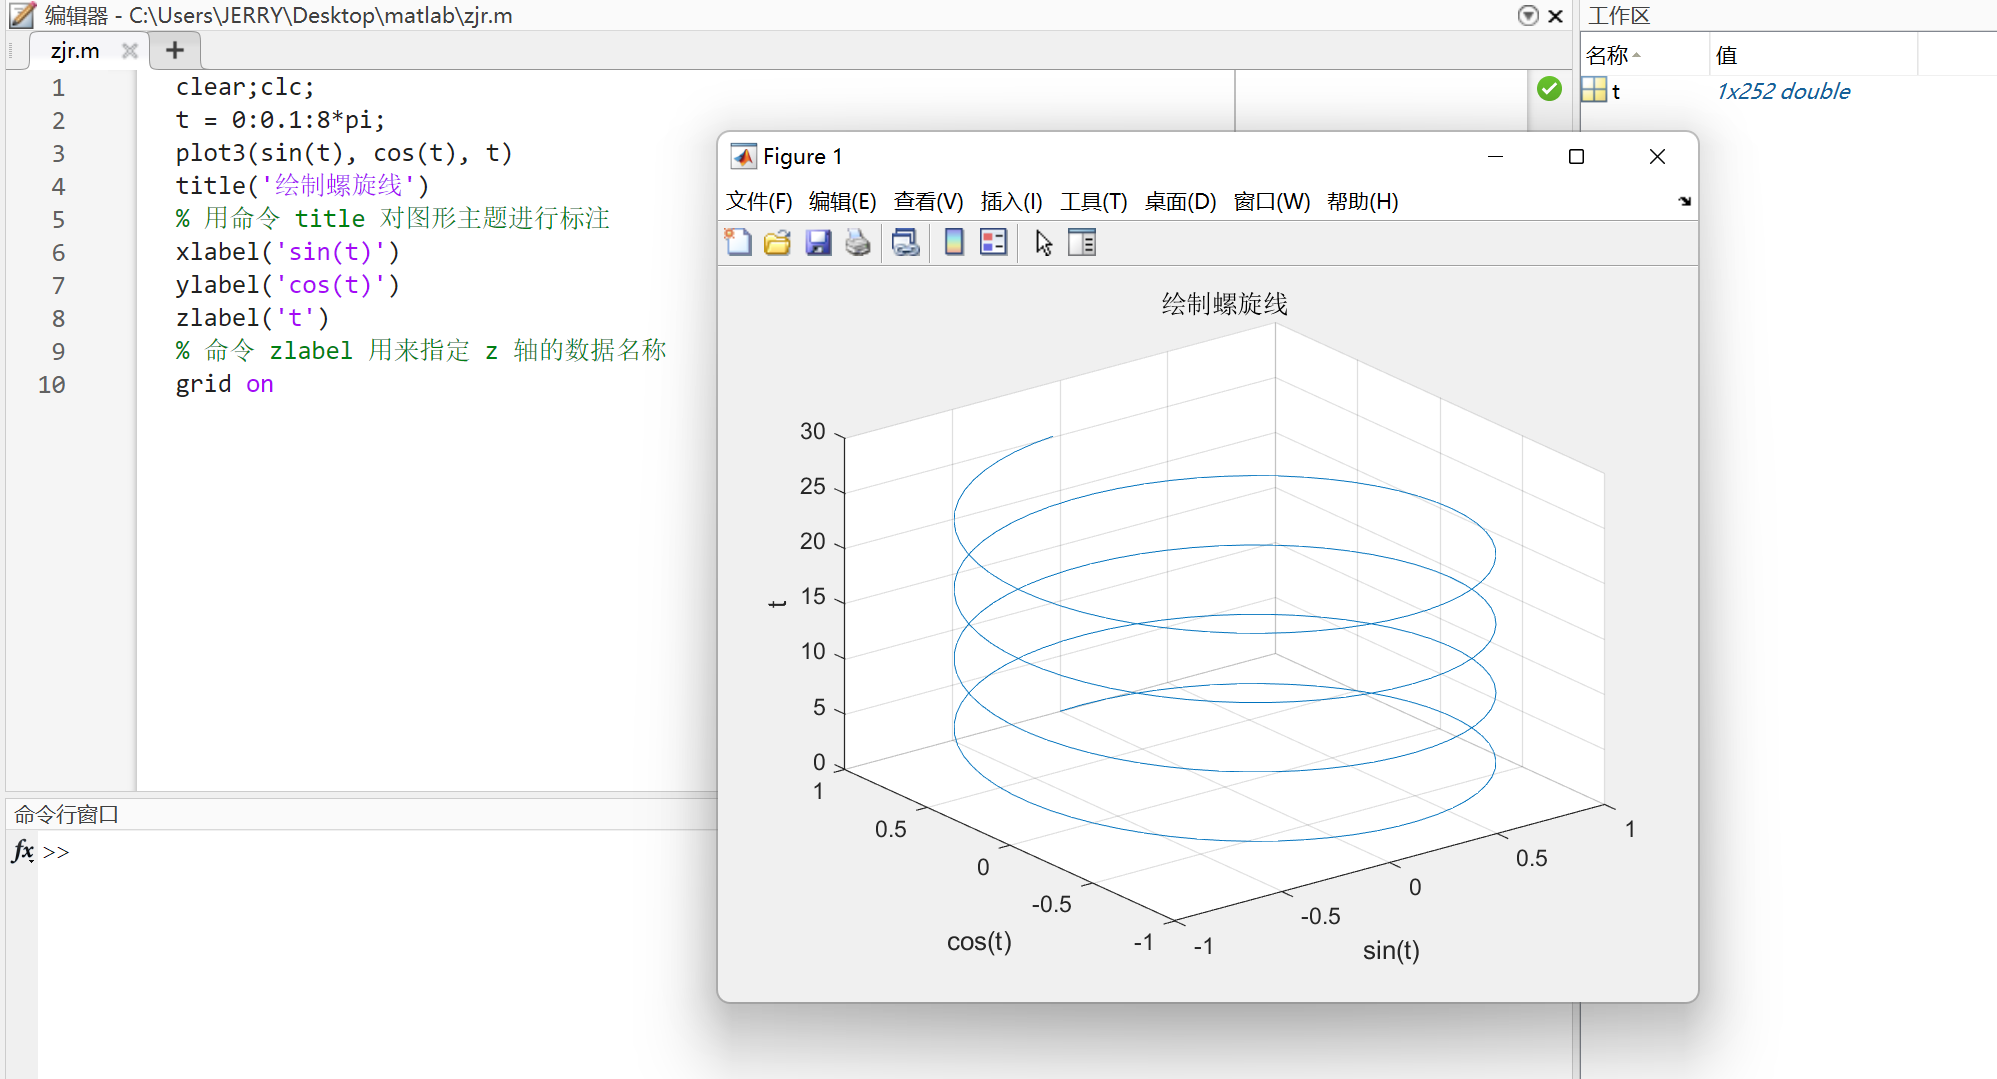 编辑器 - C:\Users\JERRY\Desktop\matlab\zjr.m
zjr.m
1 clear;clc;
2 t = 0:0.1:8*pi;
3 plot3(sin(t), cos(t), t)
4 title('绘制螺旋线')
5 % 用命令 title 对图形主题进行标注
6 xlabel('sin(t)')
7 ylabel('cos(t)')
8 zlabel('t')
9 % 命令 zlabel 用来指定 z 轴的数据名称
10 grid on
命令行窗口
fx >>
工作区
名称 值
t 1x252 double
Figure 1
文件(F) 编辑(E) 查看(V) 插入(I) 工具(T) 桌面(D) 窗口(W) 帮助(H)
绘制螺旋线
30
25
20
15
10
5
0
t
1
0.5
0
-0.5
-1
cos(t)
-1
-0.5
0
0.5
1
sin(t)